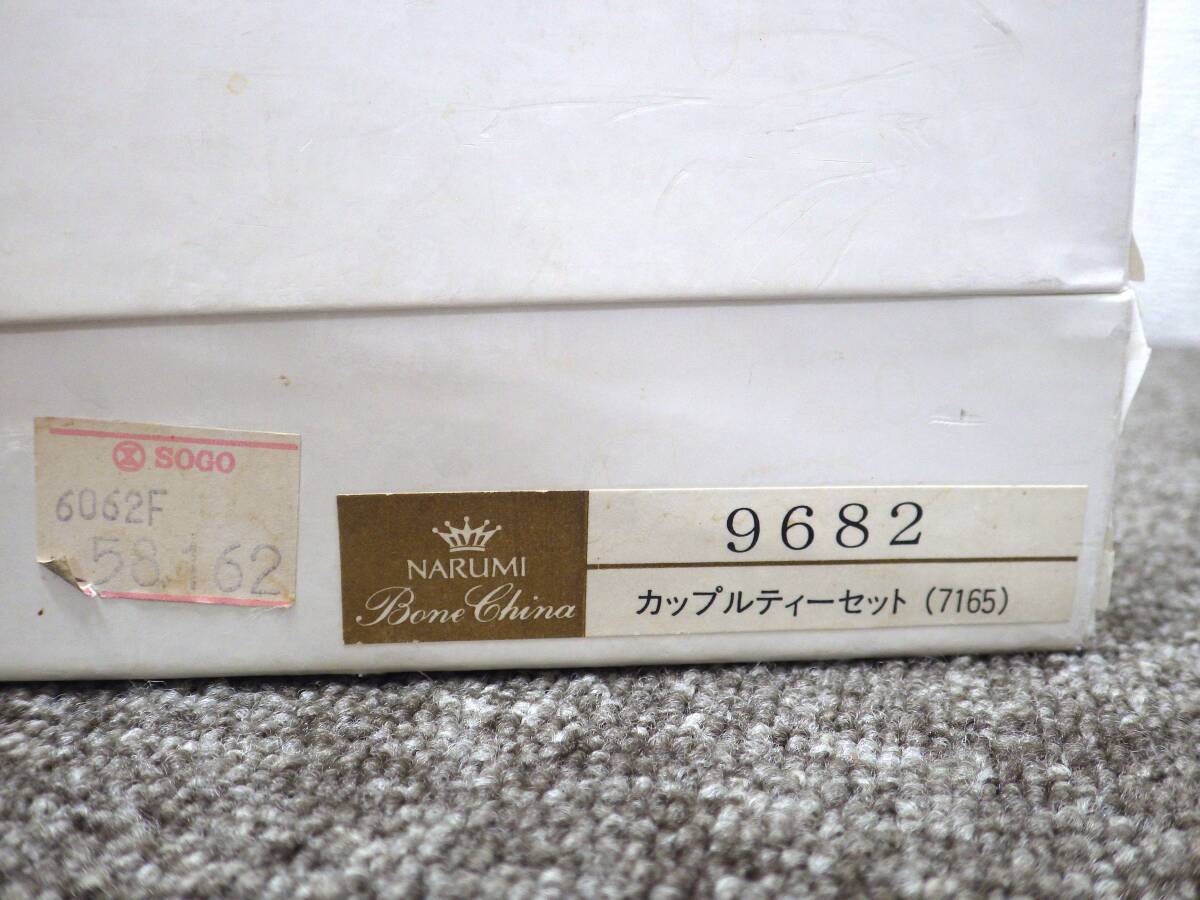 SOGO
6062F
58,162
NARUMI
Bone China
9682
カップルティーセット(7165)